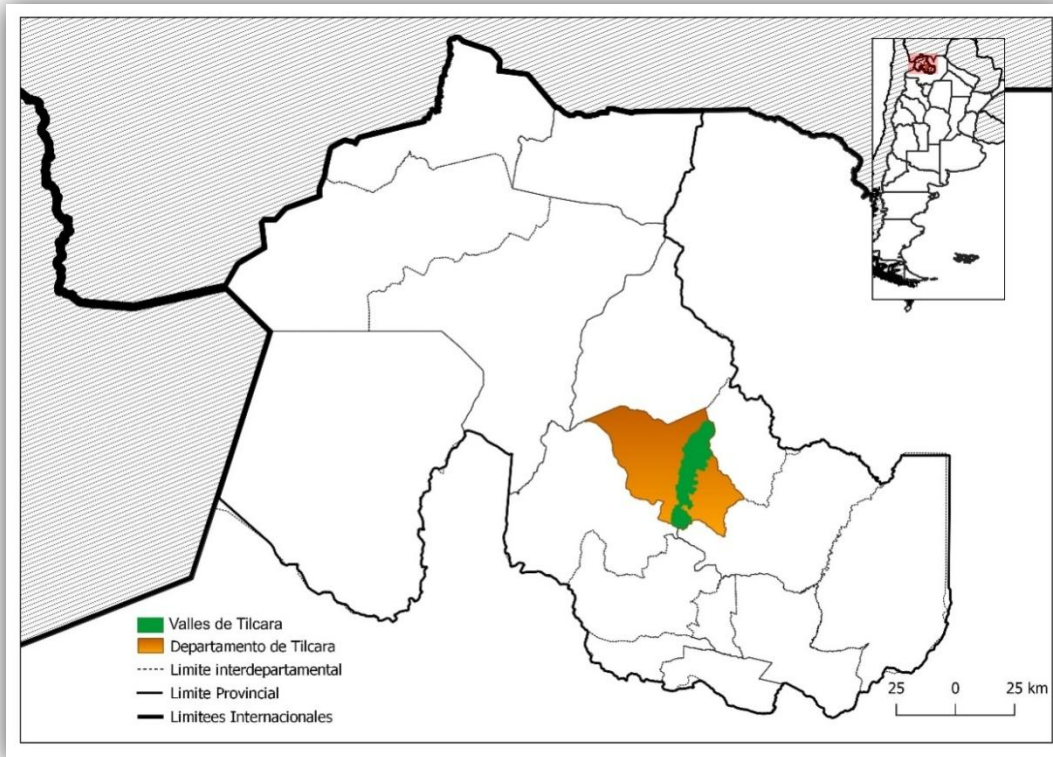 Valles de Tilcara
Departamento de Tilcara
Limite interdepartamental
Limite Provincial
Limitees Internacionales
25 0 25 km